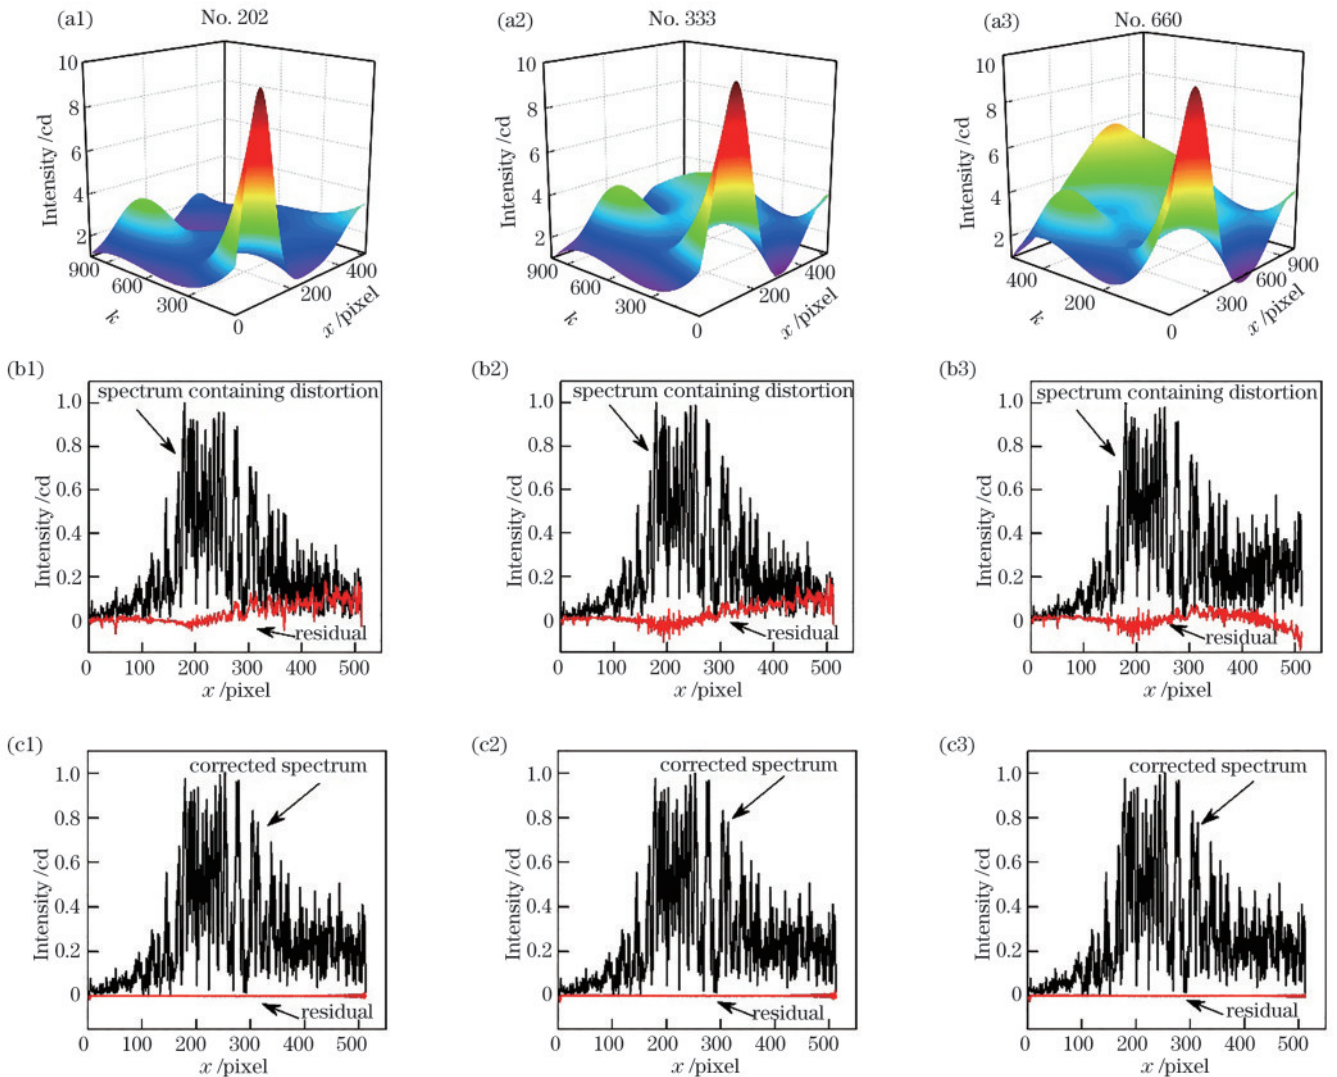 (a1) No. 202
10
8
6
4
2
Intensity /cd
900
600
300
0
k
200
400
x /pixel
(a2) No. 333
10
8
6
4
2
Intensity /cd
900
600
300
0
k
200
400
x /pixel
(a3) No. 660
10
8
6
4
2
Intensity /cd
400
200
0
k
300
600
900
x /pixel
(b1)
spectrum containing distortion
1.0
0.8
0.6
0.4
0.2
0
Intensity /cd
residual
0 100 200 300 400 500
x /pixel
(b2)
spectrum containing distortion
1.0
0.8
0.6
0.4
0.2
0
Intensity /cd
residual
0 100 200 300 400 500
x /pixel
(b3)
spectrum containing distortion
1.0
0.8
0.6
0.4
0.2
0
Intensity /cd
residual
0 100 200 300 400 500
x /pixel
(c1)
corrected spectrum
1.0
0.8
0.6
0.4
0.2
0
Intensity /cd
residual
0 100 200 300 400 500
x /pixel
(c2)
corrected spectrum
1.0
0.8
0.6
0.4
0.2
0
Intensity /cd
residual
0 100 200 300 400 500
x /pixel
(c3)
corrected spectrum
1.0
0.8
0.6
0.4
0.2
0
Intensity /cd
residual
0 100 200 300 400 500
x /pixel